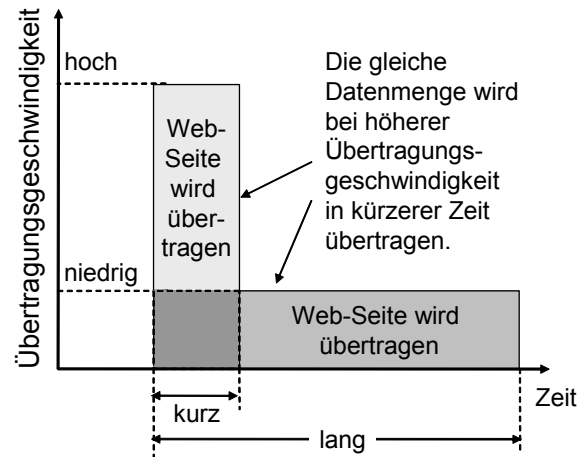 Übertragungsgeschwindigkeit
hoch
Web-
Seite
wird
über-
tragen
Die gleiche
Datenmenge wird
bei höherer
Übertragungs-
geschwindigkeit
in kürzerer Zeit
übertragen.
niedrig
Web-Seite wird
übertragen
Zeit
kurz
lang